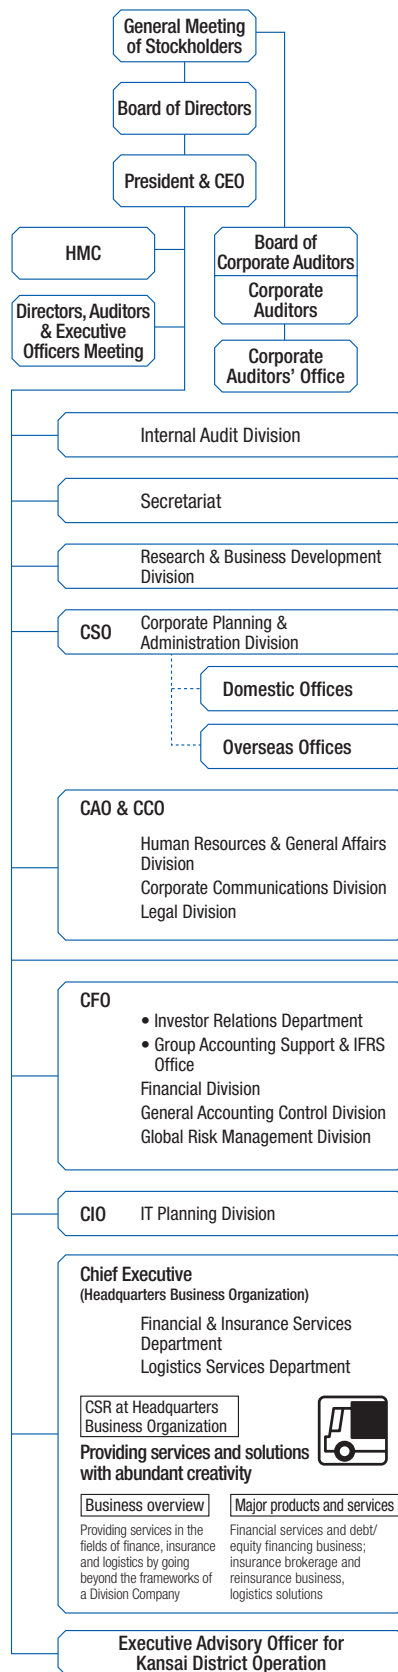 General Meeting
of Stockholders
Board of Directors
President & CEO
HMC
Board of
Corporate Auditors
Corporate
Auditors
Directors, Auditors
& Executive
Officers Meeting
Corporate
Auditors' Office
Internal Audit Division
Secretariat
Research & Business Development
Division
CSO
Corporate Planning &
Administration Division
Domestic Offices
Overseas Offices
CAO & CCO
Human Resources & General Affairs
Division
Corporate Communications Division
Legal Division
CFO
• Investor Relations Department
• Group Accounting Support & IFRS
Office
Financial Division
General Accounting Control Division
Global Risk Management Division
CIO
IT Planning Division
Chief Executive
(Headquarters Business Organization)
Financial & Insurance Services
Department
Logistics Services Department
CSR at Headquarters
Business Organization
Providing services and solutions
with abundant creativity
Business overview
Providing services in the
fields of finance, insurance
and logistics by going
beyond the frameworks of
a Division Company
Major products and services
Financial services and debt/
equity financing business;
insurance brokerage and
reinsurance business,
logistics solutions
Executive Advisory Officer for
Kansai District Operation